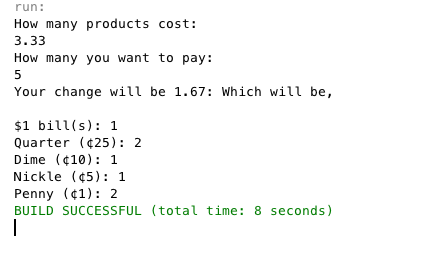 run:
How many products cost:
3.33
How many you want to pay:
5
Your change will be 1.67: Which will be,
$1 bill(s): 1
Quarter (¢25): 2
Dime (¢10): 1
Nickle (¢5): 1
Penny (¢1): 2
BUILD SUCCESSFUL (total time: 8 seconds)